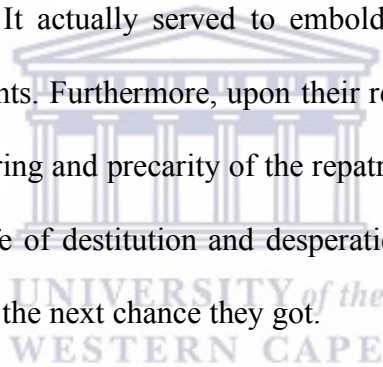 It actually served to embold
nts. Furthermore, upon their re
ring and precarity of the repatr
e of destitution and desperatio
UNIVERSITY of the
the next chance they got.
WESTERN CAPE